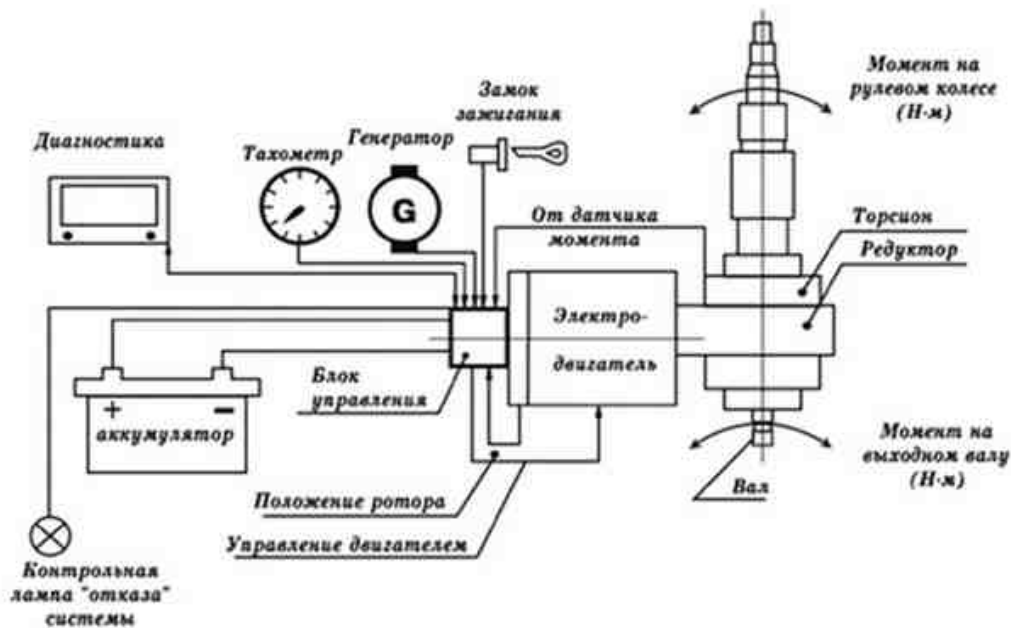 Момент на
рулевом колесе
(Н·м)
Замок
зажигания
Генератор
Диагностика
Тахометр
G
От датчика
момента
Торсион
Редуктор
Электро-
двигатель
Блок
управления
+ −
аккумулятор
Момент на
выходном валу
(Н·м)
Вал
Положение ротора
Управление двигателем
Контрольная
лампа "отказа"
системы